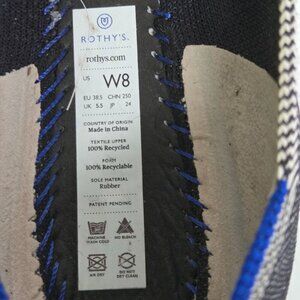 ROTHY'S.
rothys.com
US W8
EU 38.5 CHN 250
UK 5.5 JP 24
COUNTRY OF ORIGIN
Made in China
TEXTILE UPPER
100% Recycled
FOAM
100% Recyclable
SOLE MATERIAL
Rubber
PATENT PENDING.
MACHINE WASH COLD
NO BLEACH
AIR DRY
DO NOT DRY CLEAN